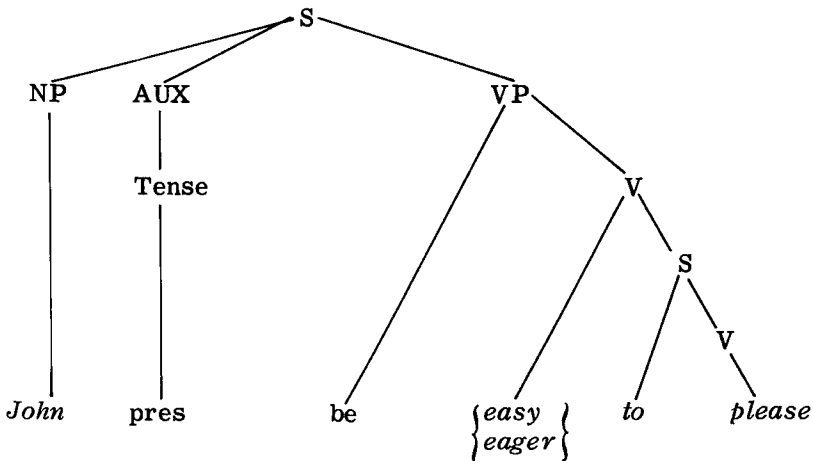 S
NP AUX VP
Tense
V
S
V
John pres be {easy to please
eager}